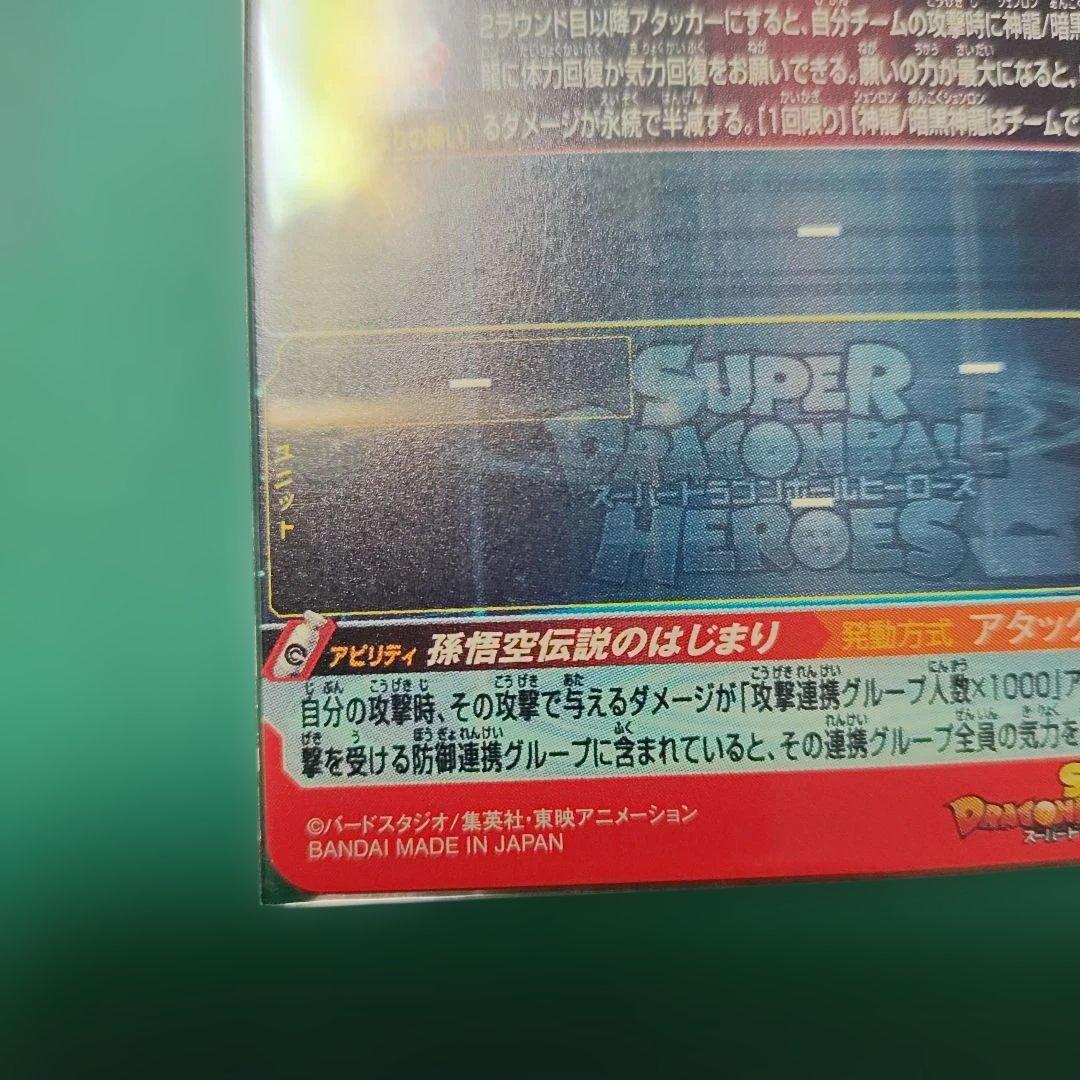 2ラウンド目以降アタッカーにすると、自分チームの攻撃時に神龍/暗黒
龍に体力回復か気力回復をお願いできる。願いの力が最大になると、
るダメージが永続で半減する。[1回限り][神龍/暗黒神龍はチームで
SUPER
DRAGONBALL
スーパードラゴンボールヒーローズ
HEROES
ユニット
アビリティ 孫悟空伝説のはじまり 発動方式 アタック
自分の攻撃時、その攻撃で与えるダメージが「攻撃連携グループ人数×1000」ア
撃を受ける防御連携グループに含まれていると、その連携グループ全員の気力を
©バードスタジオ/集英社・東映アニメーション
BANDAI MADE IN JAPAN